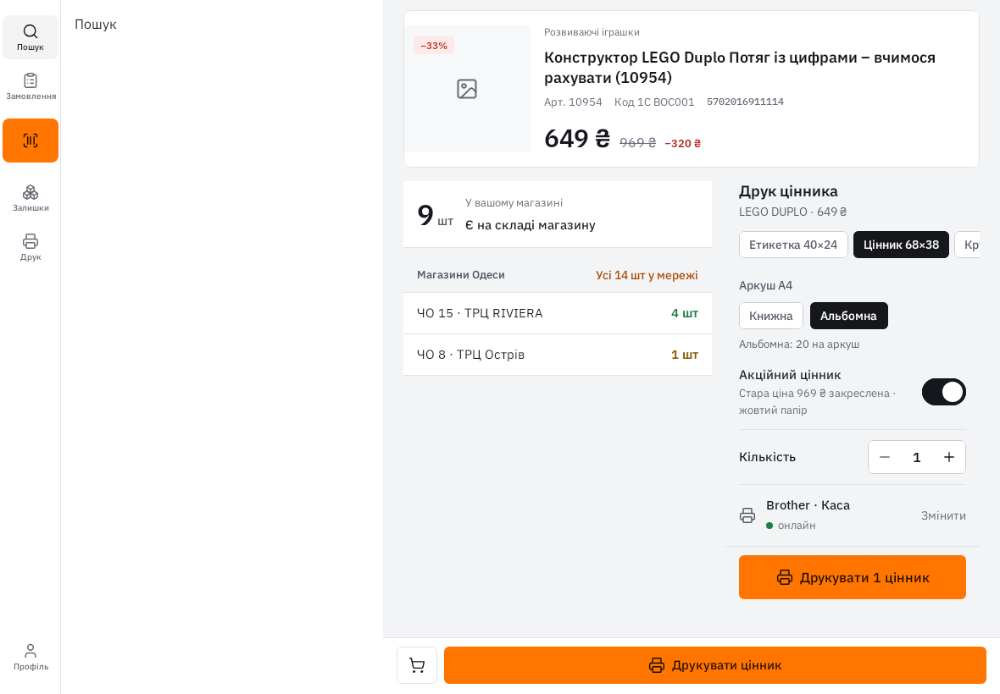 Пошук
Замовлення
Залишки
Друк
Профіль
Пошук
−33%
Розвиваючі іграшки
Конструктор LEGO Duplo Потяг із цифрами – вчимося
рахувати (10954)
Арт. 10954 Код 1С BOC001 5702016911114
649 ₴ 969 ₴ −320 ₴
9 шт
У вашому магазині
Є на складі магазину
Магазини Одеси Усі 14 шт у мережі
ЧО 15 · ТРЦ RIVIERA 4 шт
ЧО 8 · ТРЦ Острів 1 шт
Друк цінника
LEGO DUPLO · 649 ₴
Етикетка 40×24 Цінник 68×38 Кр
Аркуш A4
Книжна Альбомна
Альбомна: 20 на аркуш
Акційний цінник
Стара ціна 969 ₴ закреслена ·
жовтий папір
Кількість − 1 +
Brother · Каса
онлайн
Змінити
Друкувати 1 цінник
Друкувати цінник